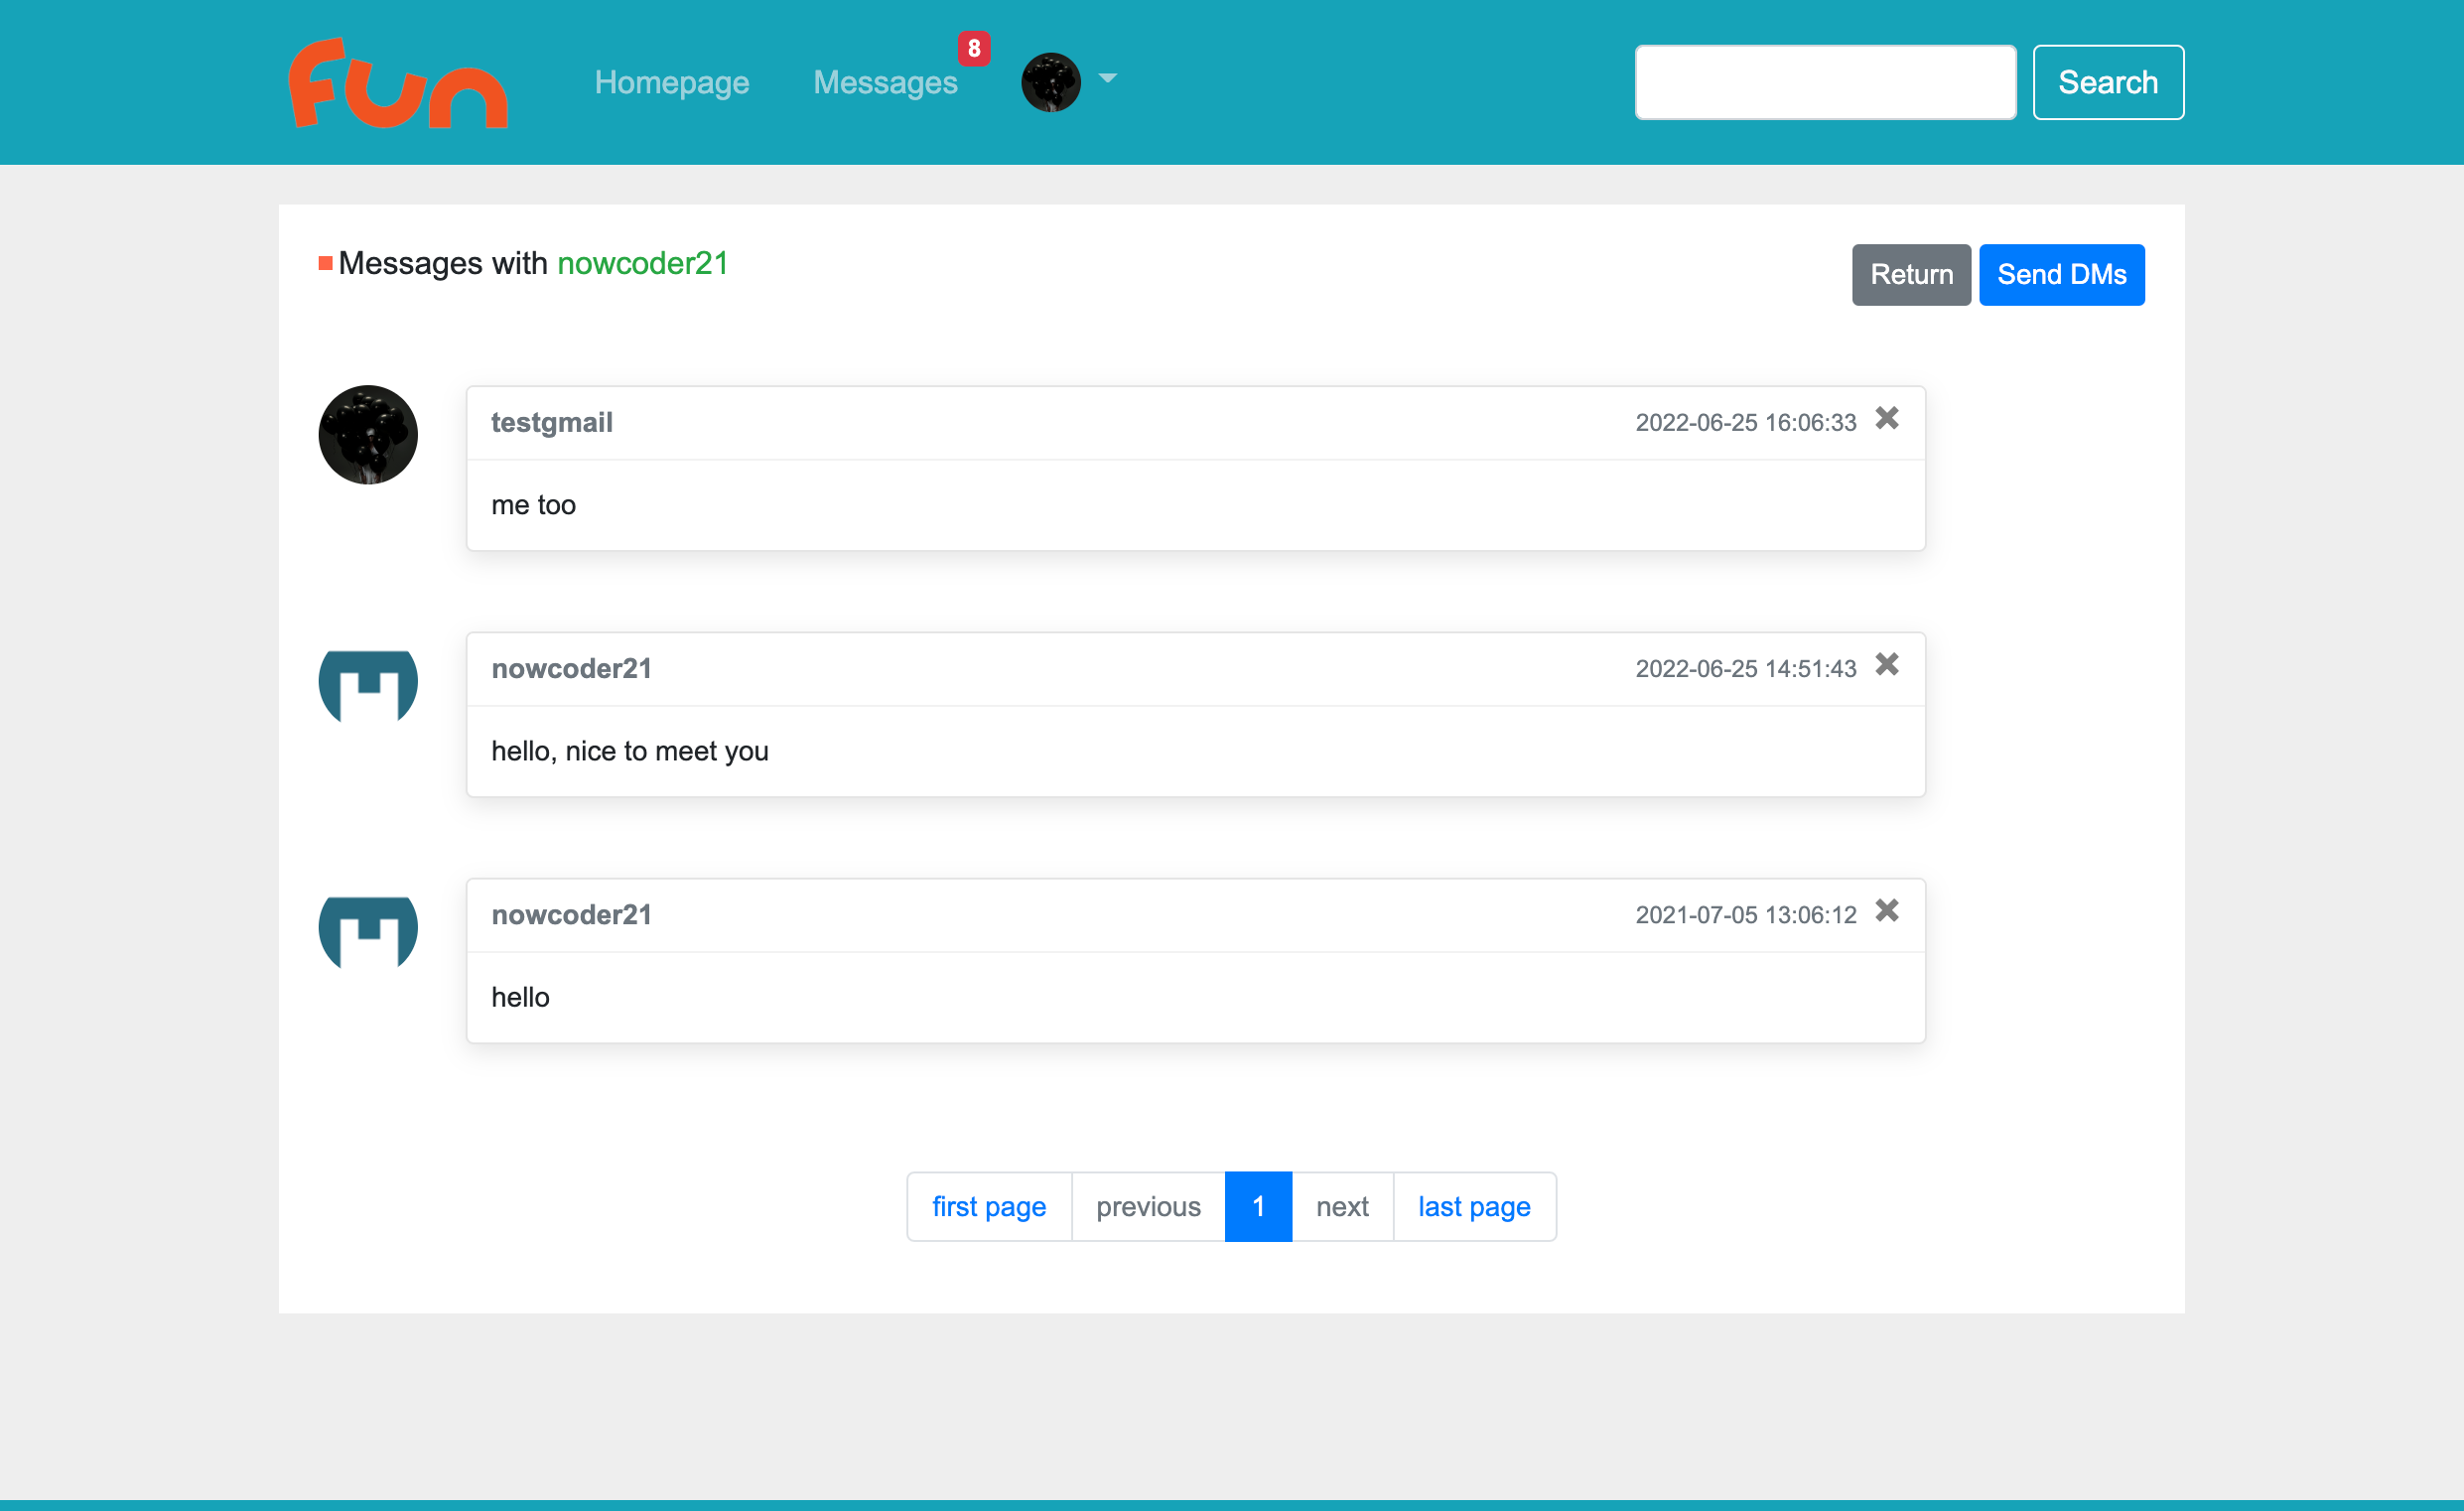 fun
Homepage Messages 8 Search
Messages with nowcoder21 Return Send DMs
testgmail 2022-06-25 16:06:33
me too
nowcoder21 2022-06-25 14:51:43
hello, nice to meet you
nowcoder21 2021-07-05 13:06:12
hello
first page previous 1 next last page